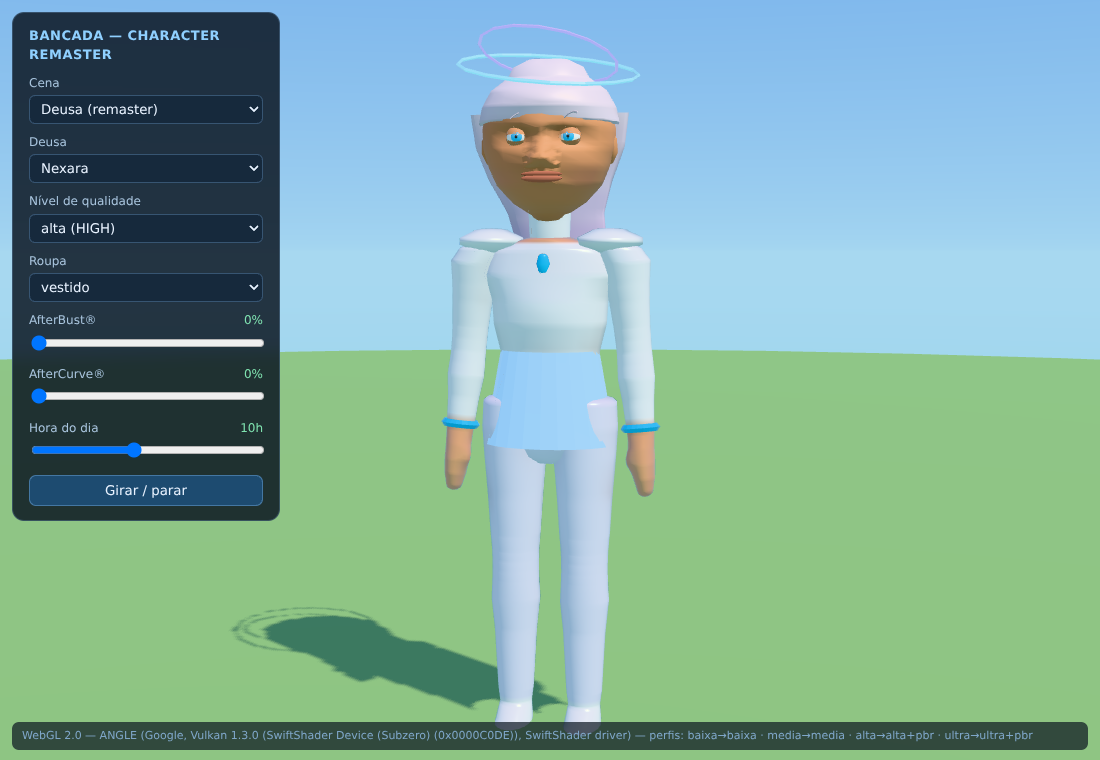 BANCADA — CHARACTER
REMASTER
Cena
Deusa (remaster)
Deusa
Nexara
Nível de qualidade
alta (HIGH)
Roupa
vestido
AfterBust® 0%
AfterCurve® 0%
Hora do dia 10h
Girar / parar
WebGL 2.0 — ANGLE (Google, Vulkan 1.3.0 (SwiftShader Device (Subzero) (0x0000C0DE)), SwiftShader driver) — perfis: baixa→baixa · media→media · alta→alta+pbr · ultra→ultra+pbr